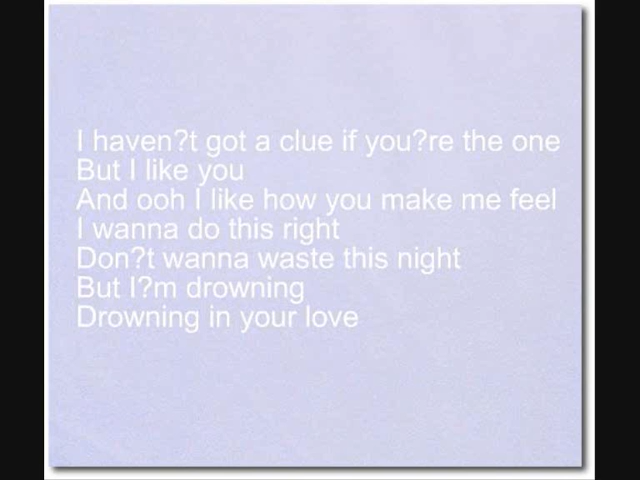 I haven?t got a clue if you?re the one
But I like you
And ooh I like how you make me feel
I wanna do this right
Don?t wanna waste this night
But I?m drowning
Drowning in your love